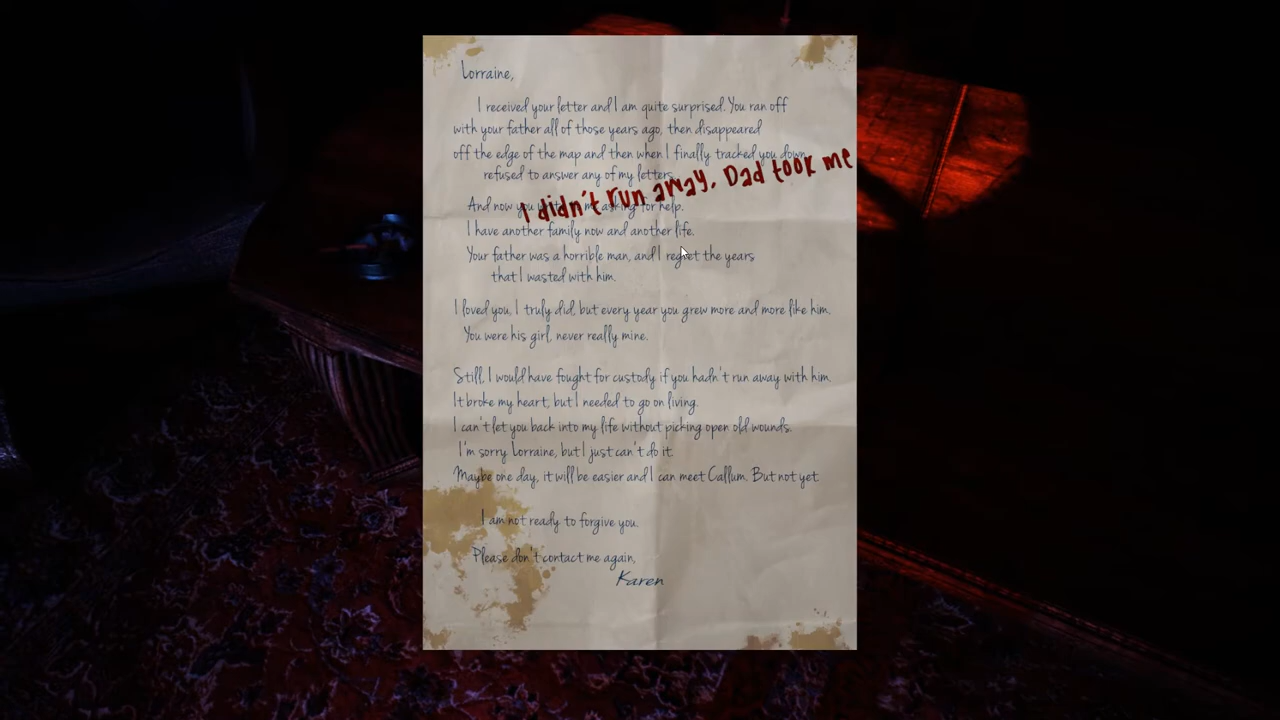 Lorraine,
I received your letter and I am quite surprised. You ran off
with your father all of those years ago, then disappeared
off the edge of the map and then when I finally tracked you down
refused to answer any of my letters.
I didn't run away. Dad took me
And now you me asking for help.
I have another family now and another life.
Your father was a horrible man, and I regret the years
that I wasted with him.
I loved you, I truly did, but every year you grew more and more like him.
You were his girl, never really mine.
Still, I would have fought for custody if you hadn't run away with him.
It broke my heart, but I needed to go on living.
I can't let you back into my life without picking open old wounds.
I'm sorry Lorraine, but I just can't do it.
Maybe one day, it will be easier and I can meet Callum. But not yet.
I am not ready to forgive you.
Please don't contact me again,
Karen